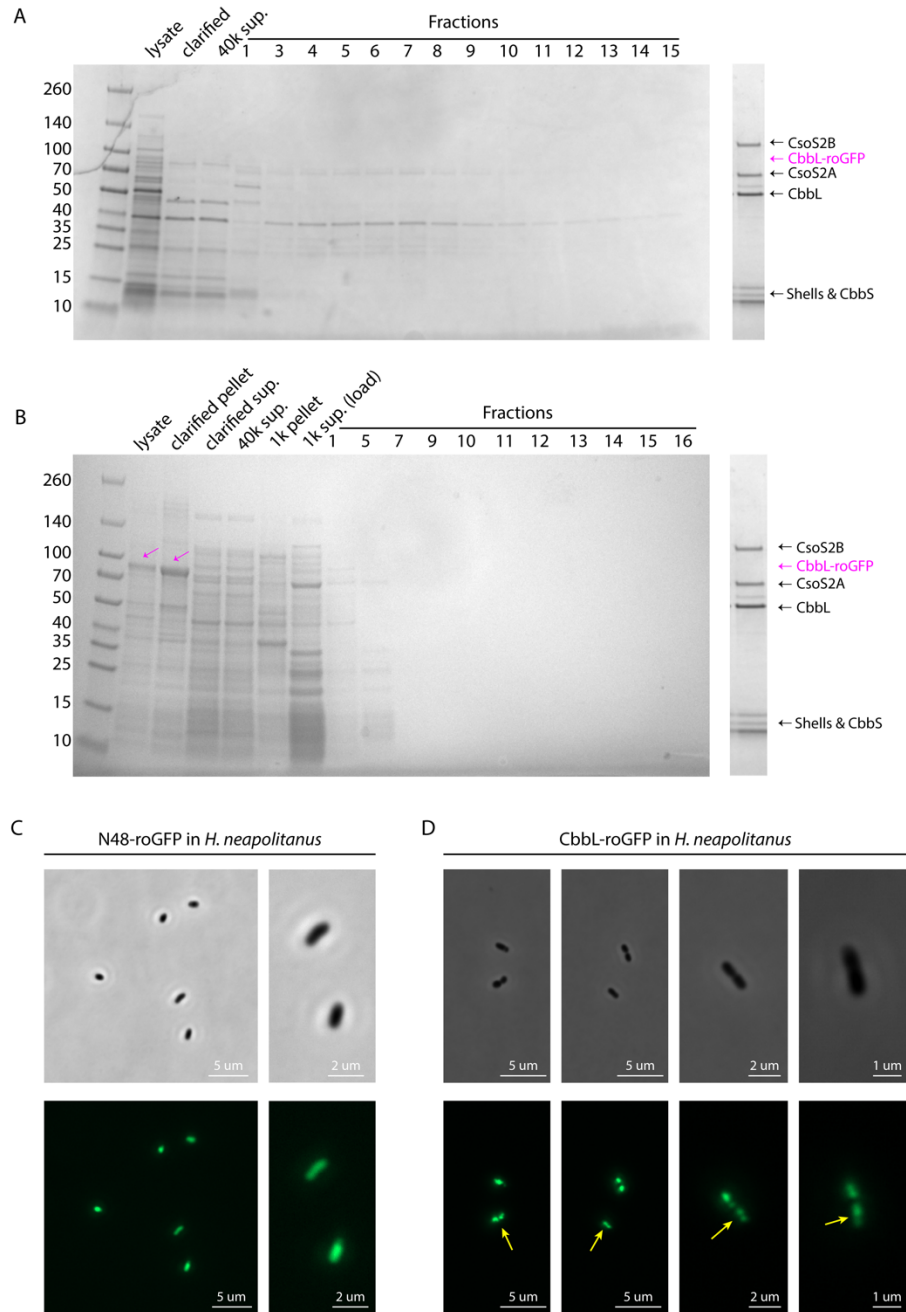 A
lysate
clarified
40k sup.
Fractions
1 3 4 5 6 7 8 9 10 11 12 13 14 15
260
140
100
70
50
40
35
25
15
10
← CsoS2B
← CbbL-roGFP
← CsoS2A
← CbbL
← Shells & CbbS
B
lysate
clarified pellet
clarified sup.
40k sup.
1k pellet
1k sup. (load)
Fractions
1 5 7 9 10 11 12 13 14 15 16
260
140
100
70
50
40
35
25
15
10
← CsoS2B
← CbbL-roGFP
← CsoS2A
← CbbL
← Shells & CbbS
C
N48-roGFP in H. neapolitanus
5 um
2 um
5 um
2 um
D
CbbL-roGFP in H. neapolitanus
5 um
5 um
2 um
1 um
5 um
5 um
2 um
1 um